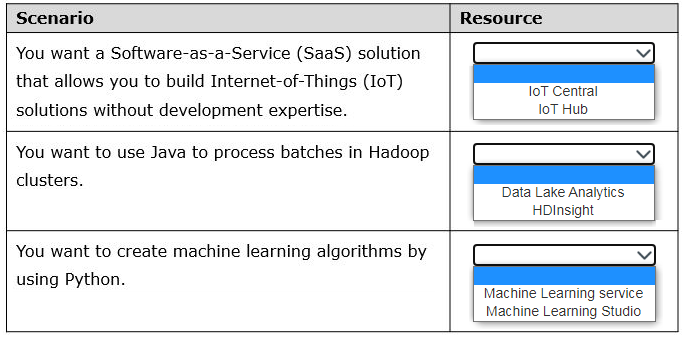 Scenario
Resource
You want a Software-as-a-Service (SaaS) solution
that allows you to build Internet-of-Things (IoT)
solutions without development expertise.
IoT Central
IoT Hub
You want to use Java to process batches in Hadoop
clusters.
Data Lake Analytics
HDInsight
You want to create machine learning algorithms by
using Python.
Machine Learning service
Machine Learning Studio